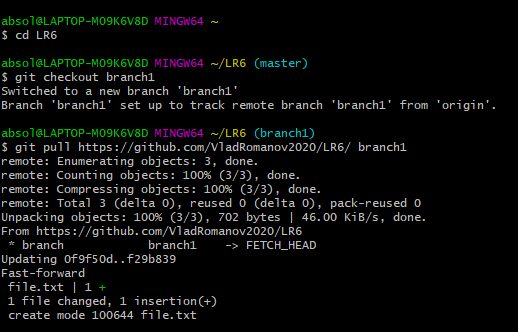 absol@LAPTOP-MO9K6V8D MINGW64 ~
$ cd LR6
absol@LAPTOP-MO9K6V8D MINGW64 ~/LR6 (master)
$ git checkout branch1
Switched to a new branch 'branch1'
Branch 'branch1' set up to track remote branch 'branch1' from 'origin'.
absol@LAPTOP-MO9K6V8D MINGW64 ~/LR6 (branch1)
$ git pull https://github.com/VladRomanov2020/LR6/ branch1
remote: Enumerating objects: 3, done.
remote: Counting objects: 100% (3/3), done.
remote: Compressing objects: 100% (3/3), done.
remote: Total 3 (delta 0), reused 0 (delta 0), pack-reused 0
Unpacking objects: 100% (3/3), 702 bytes | 46.00 KiB/s, done.
From https://github.com/VladRomanov2020/LR6
 * branch            branch1    -> FETCH_HEAD
Updating 0f9f50d..f29b839
Fast-forward
 file.txt | 1 +
 1 file changed, 1 insertion(+)
 create mode 100644 file.txt